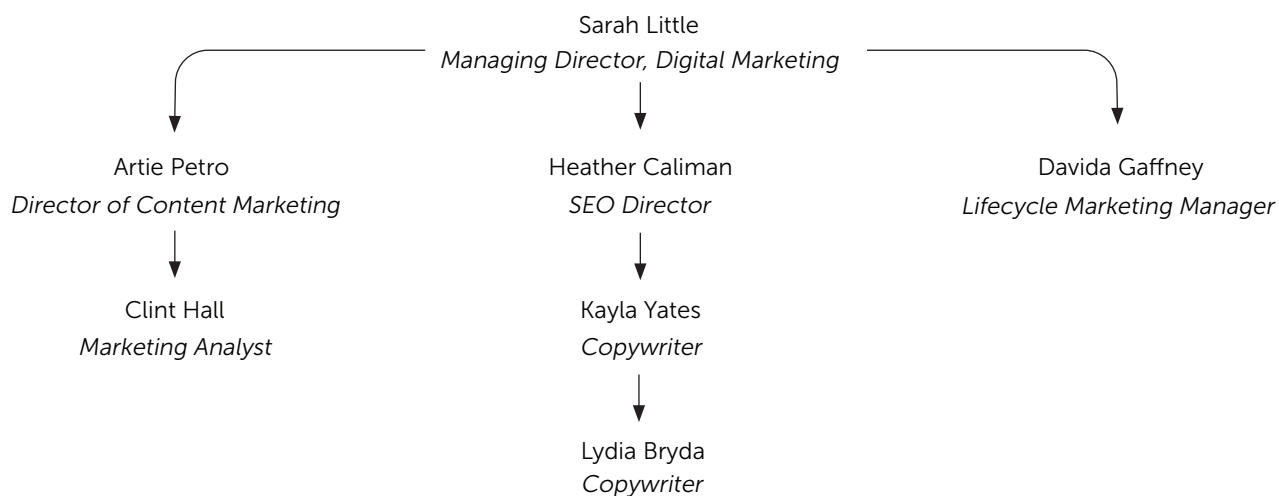 Sarah Little
Managing Director, Digital Marketing
Artie Petro
Director of Content Marketing
Heather Caliman
SEO Director
Davida Gaffney
Lifecycle Marketing Manager
Clint Hall
Marketing Analyst
Kayla Yates
Copywriter
Lydia Bryda
Copywriter